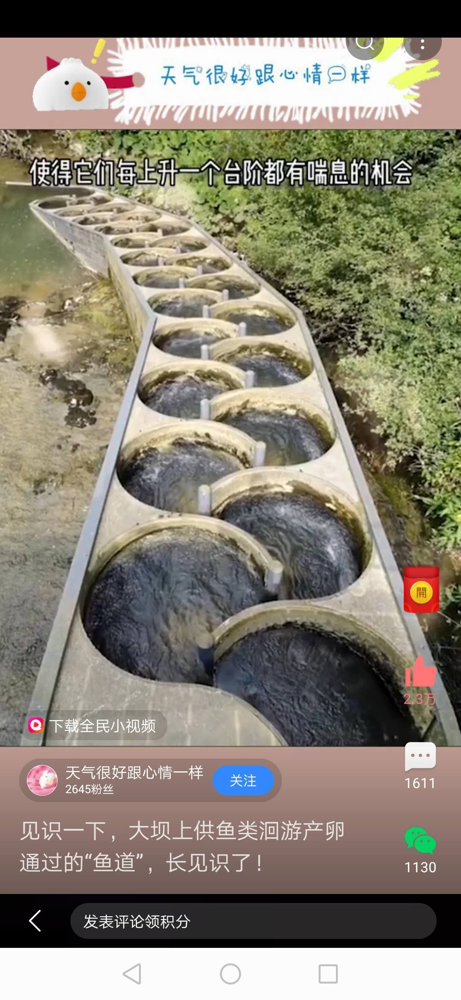 天气很好跟心情一样
使得它们每上升一个台阶都有喘息的机会
開
2.3万
下载全民小视频
1611
天气很好跟心情一样
2645粉丝
关注
见识一下，大坝上供鱼类洄游产卵
通过的“鱼道”，长见识了！
1130
发表评论领积分